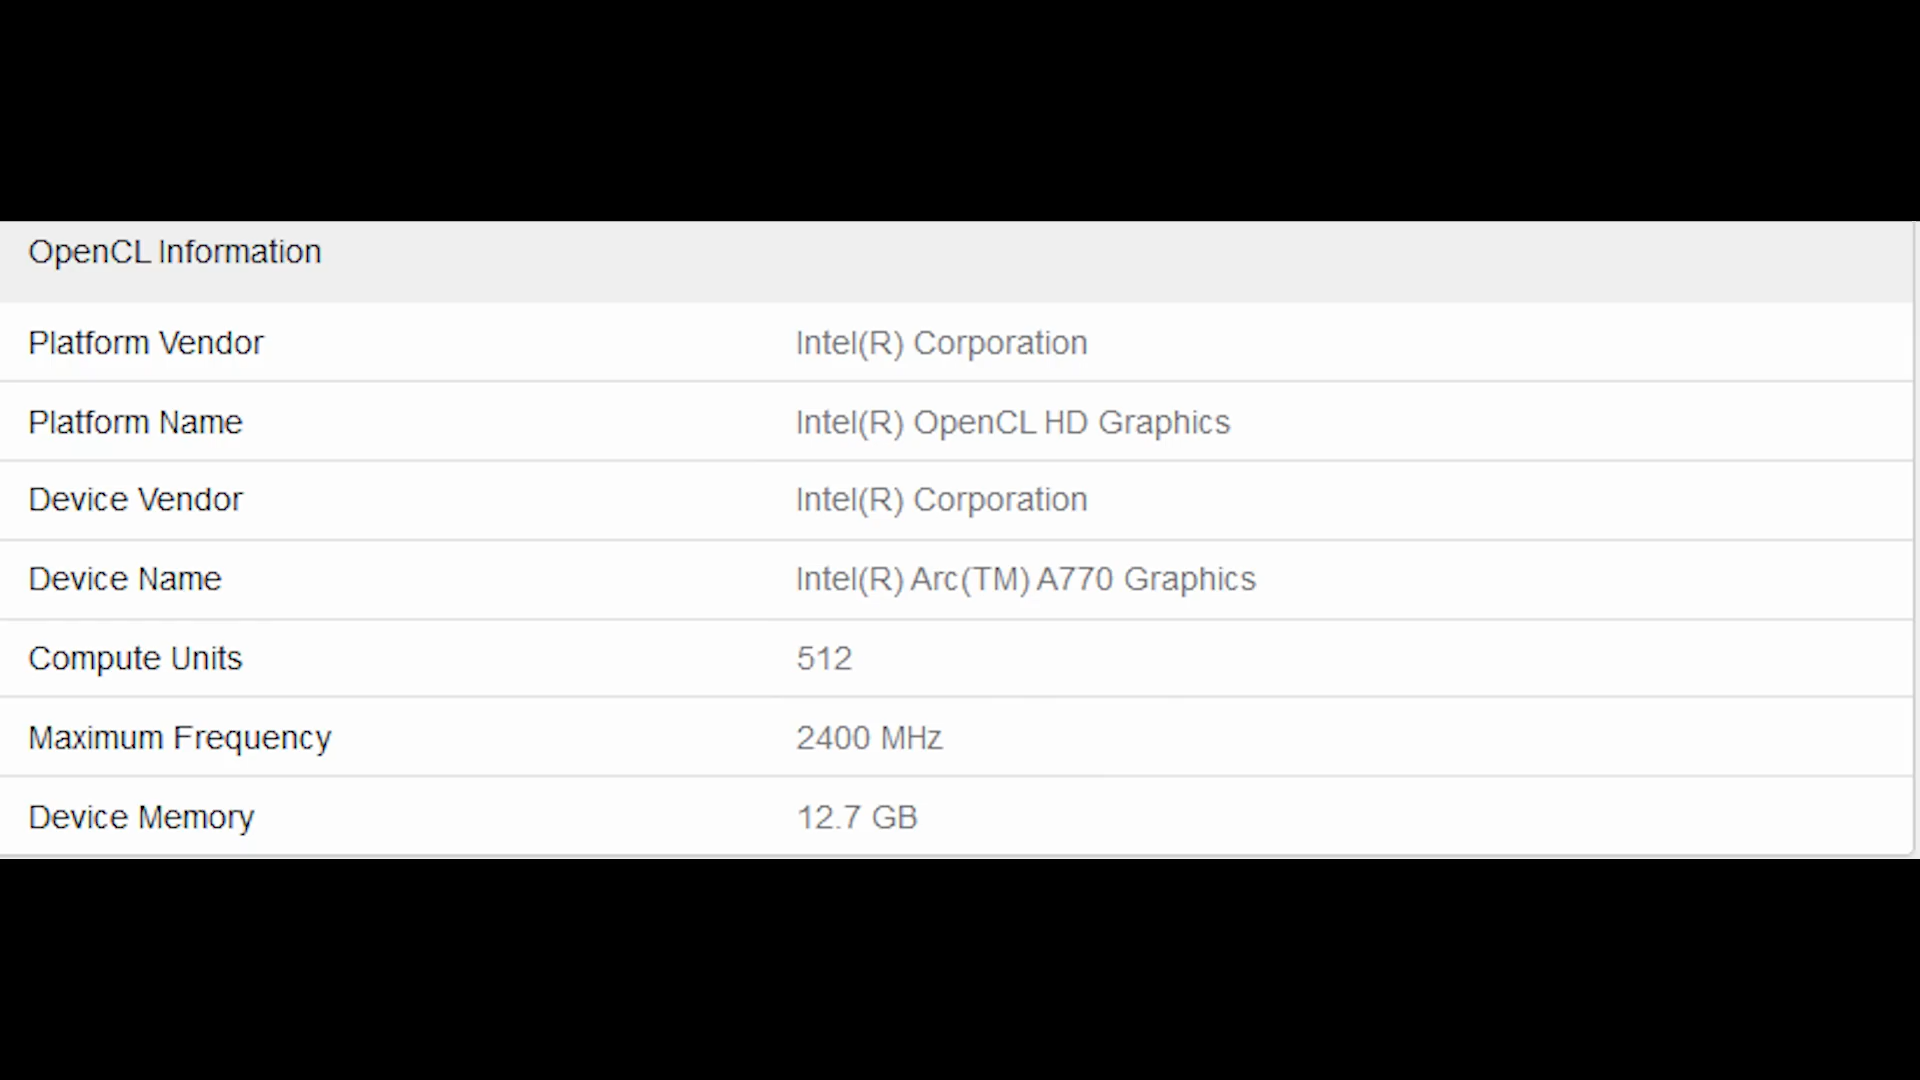 OpenCL Information
Platform Vendor Intel(R) Corporation
Platform Name Intel(R) OpenCL HD Graphics
Device Vendor Intel(R) Corporation
Device Name Intel(R) Arc(TM) A770 Graphics
Compute Units 512
Maximum Frequency 2400 MHz
Device Memory 12.7 GB